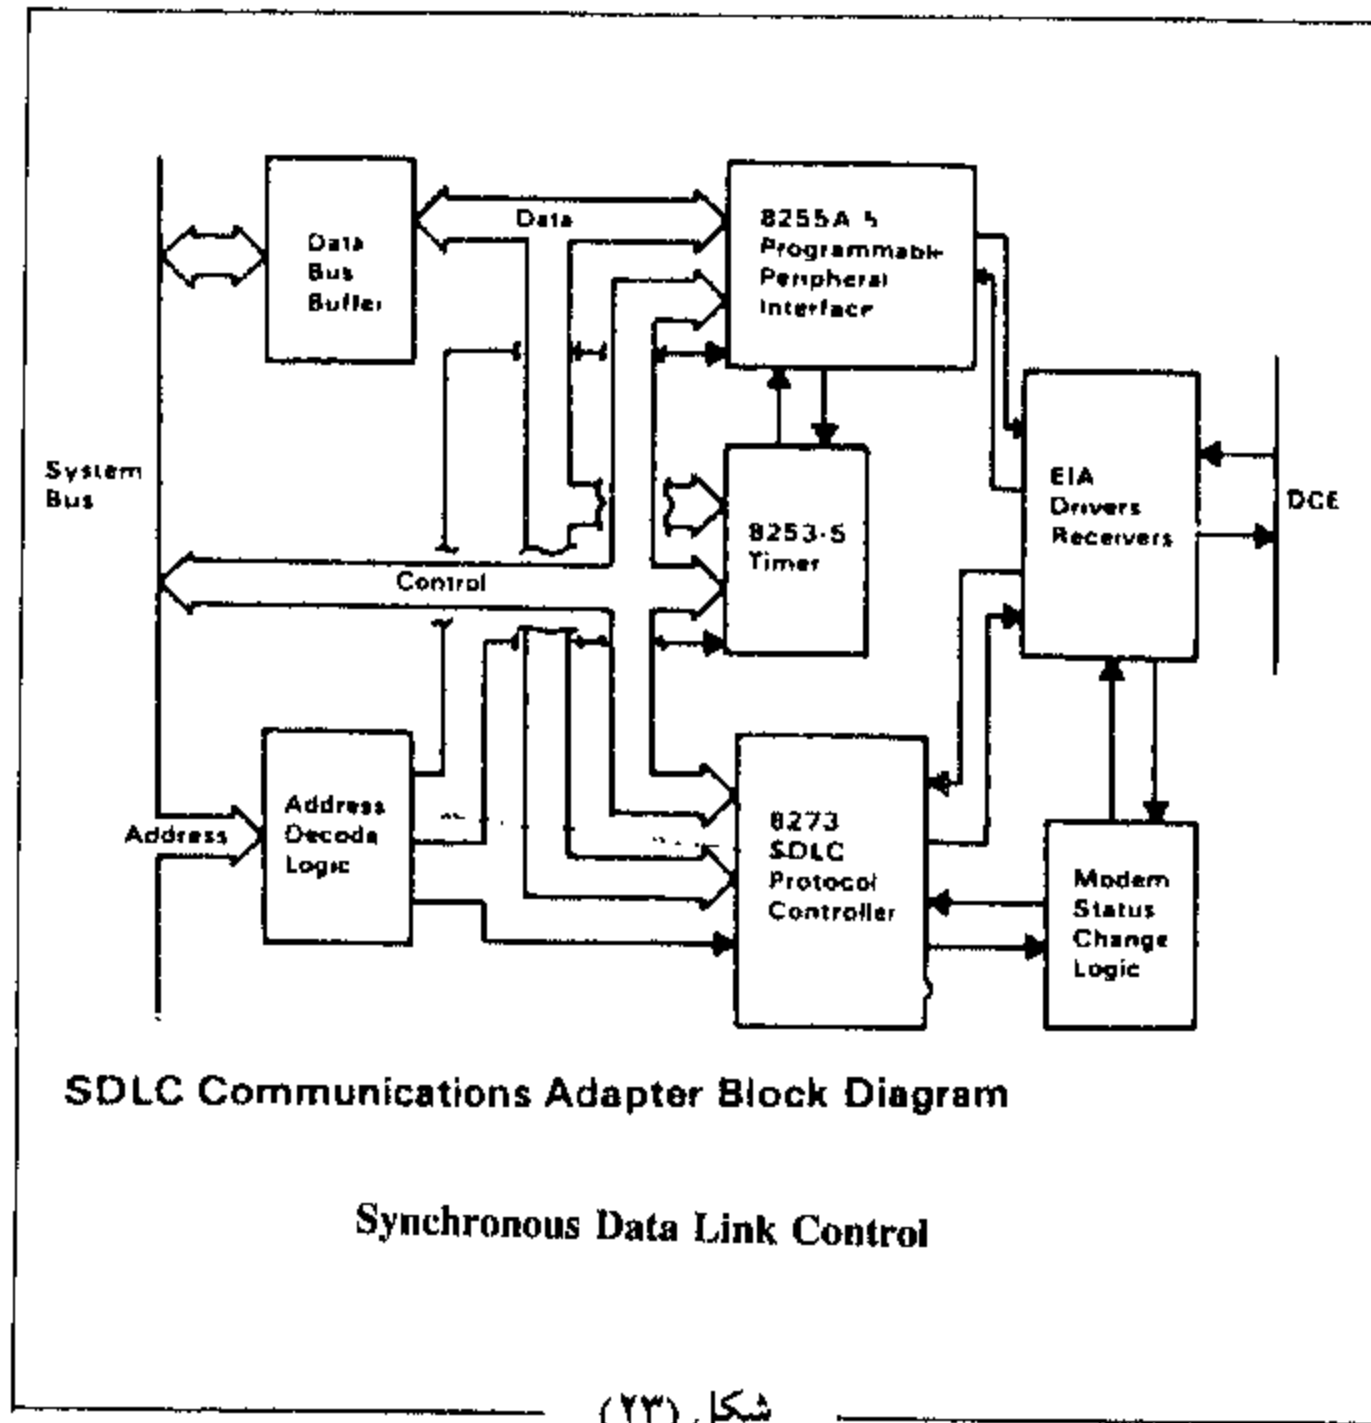 Data
Bus
Buffer
Data
8255A 5
Programmable
Peripheral
Interface
System
Bus
Control
8253-5
Timer
EIA
Drivers
Receivers
DCE
Address
Address
Decode
Logic
8273
SDLC
Protocol
Controller
Modem
Status
Change
Logic
SDLC Communications Adapter Block Diagram
Synchronous Data Link Control
شكل (٢٣)